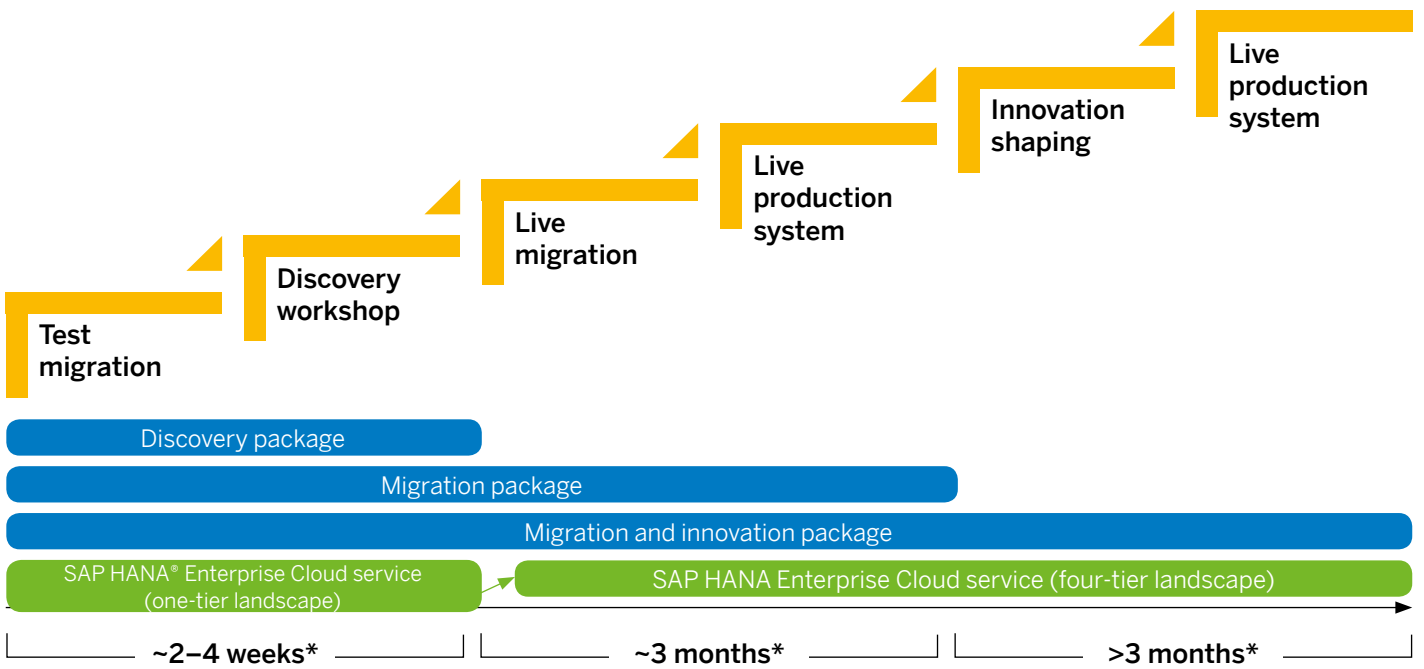 Live
production
system
Innovation
shaping
Live
production
system
Live
migration
Discovery
workshop
Test
migration
Discovery package
Migration package
Migration and innovation package
SAP HANA® Enterprise Cloud service
(one-tier landscape)
SAP HANA Enterprise Cloud service (four-tier landscape)
~2–4 weeks*
~3 months*
>3 months*